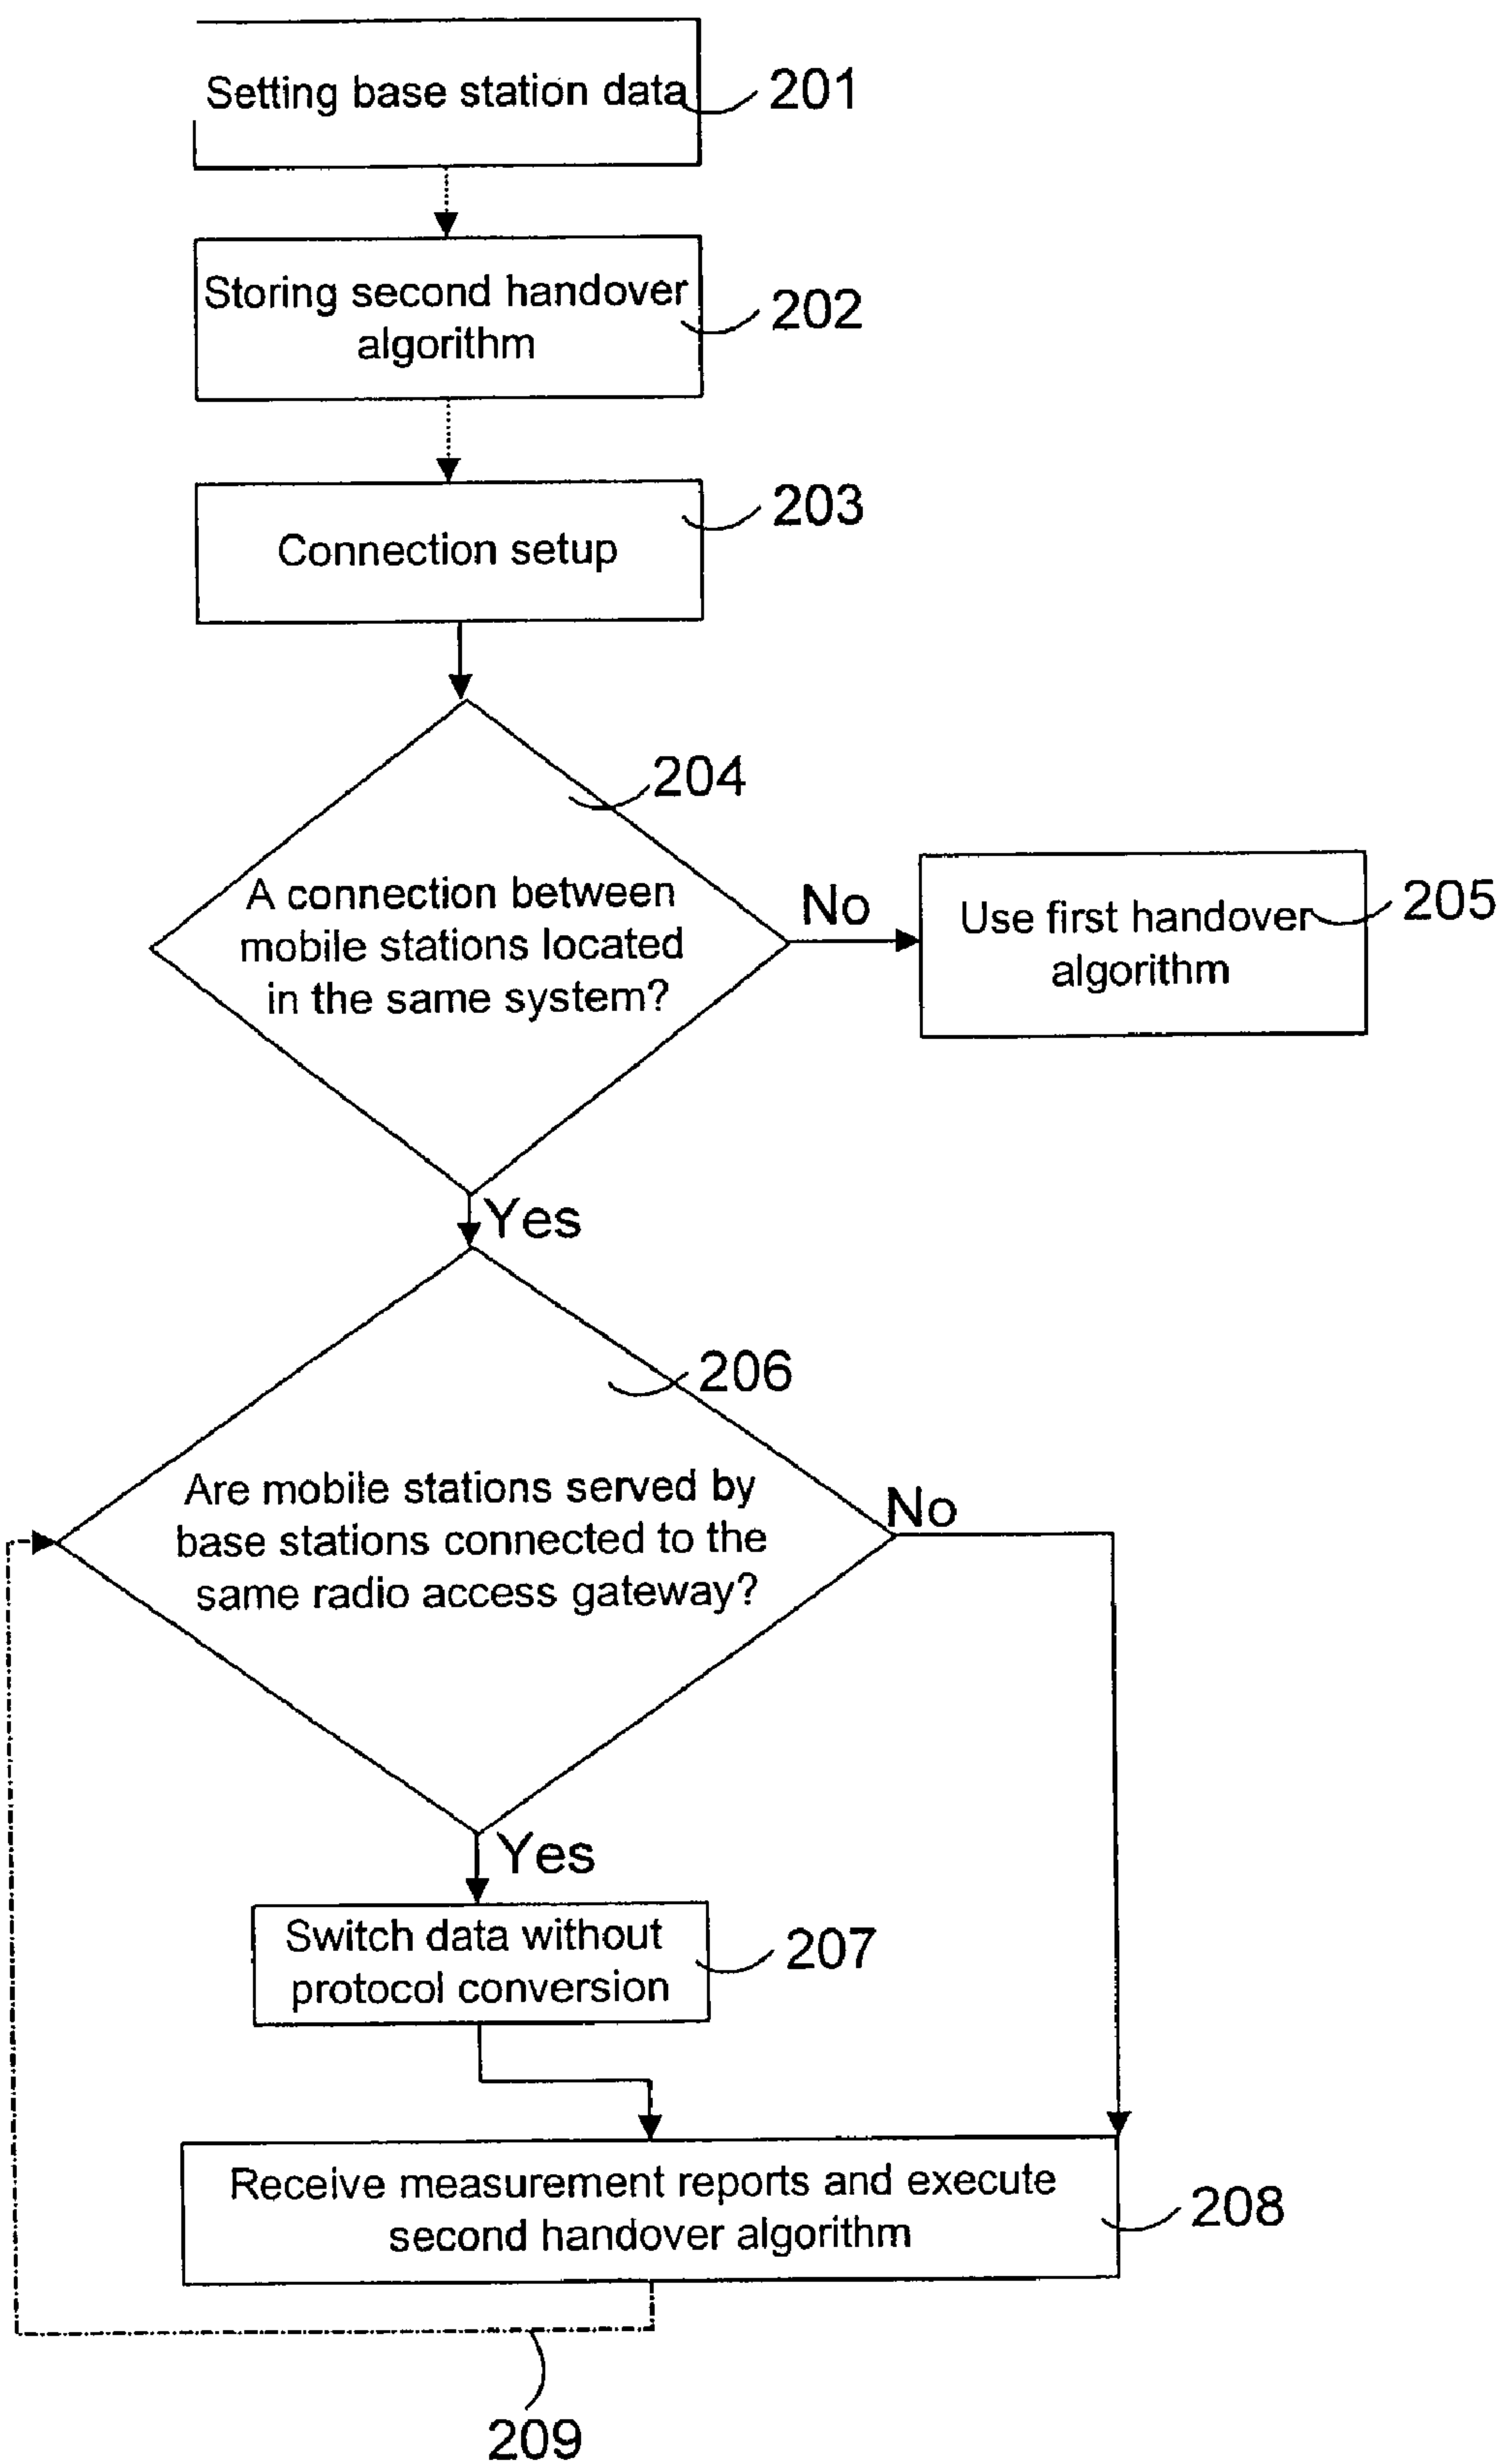 Setting base station data
201
Storing second handover
algorithm
202
Connection setup
203
204
A connection between
mobile stations located
in the same system?
No
Use first handover
algorithm
205
Yes
206
Are mobile stations served by
base stations connected to the
same radio access gateway?
No
Yes
Switch data without
protocol conversion
207
Receive measurement reports and execute
second handover algorithm
208
209